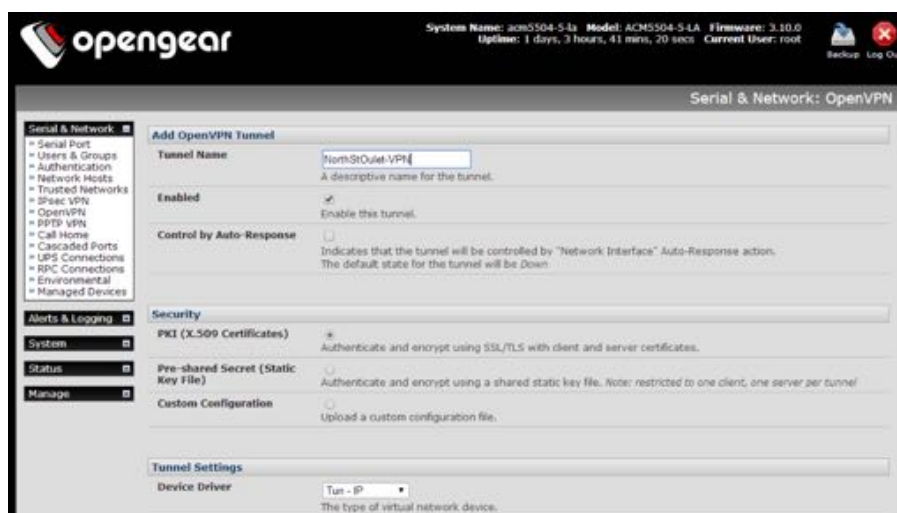 opengear
System Name: acm5504-5-la Model: ACM5504-5-LA Firmware: 3.10.0
Uptime: 1 days, 3 hours, 41 mins, 20 secs Current User: root
Backup Log Ou
Serial & Network: OpenVPN
Serial & Network
Serial Port
Users & Groups
Authentication
Network Hosts
Trusted Networks
IPsec VPN
OpenVPN
PPTP VPN
Call Home
Cascaded Ports
UPS Connections
RPC Connections
Environmental
Managed Devices
Alerts & Logging
System
Status
Manage
Add OpenVPN Tunnel
Tunnel Name
NorthStOulet-VPN
A descriptive name for the tunnel.
Enabled
Enable this tunnel.
Control by Auto-Response
Indicates that the tunnel will be controlled by "Network Interface" Auto-Response action.
The default state for the tunnel will be Down
Security
PKI (X.509 Certificates)
Authenticate and encrypt using SSL/TLS with client and server certificates.
Pre-shared Secret (Static
Key File)
Authenticate and encrypt using a shared static key file. Note: restricted to one client, one server per tunnel
Custom Configuration
Upload a custom configuration file.
Tunnel Settings
Device Driver
Tun - IP
The type of virtual network device.